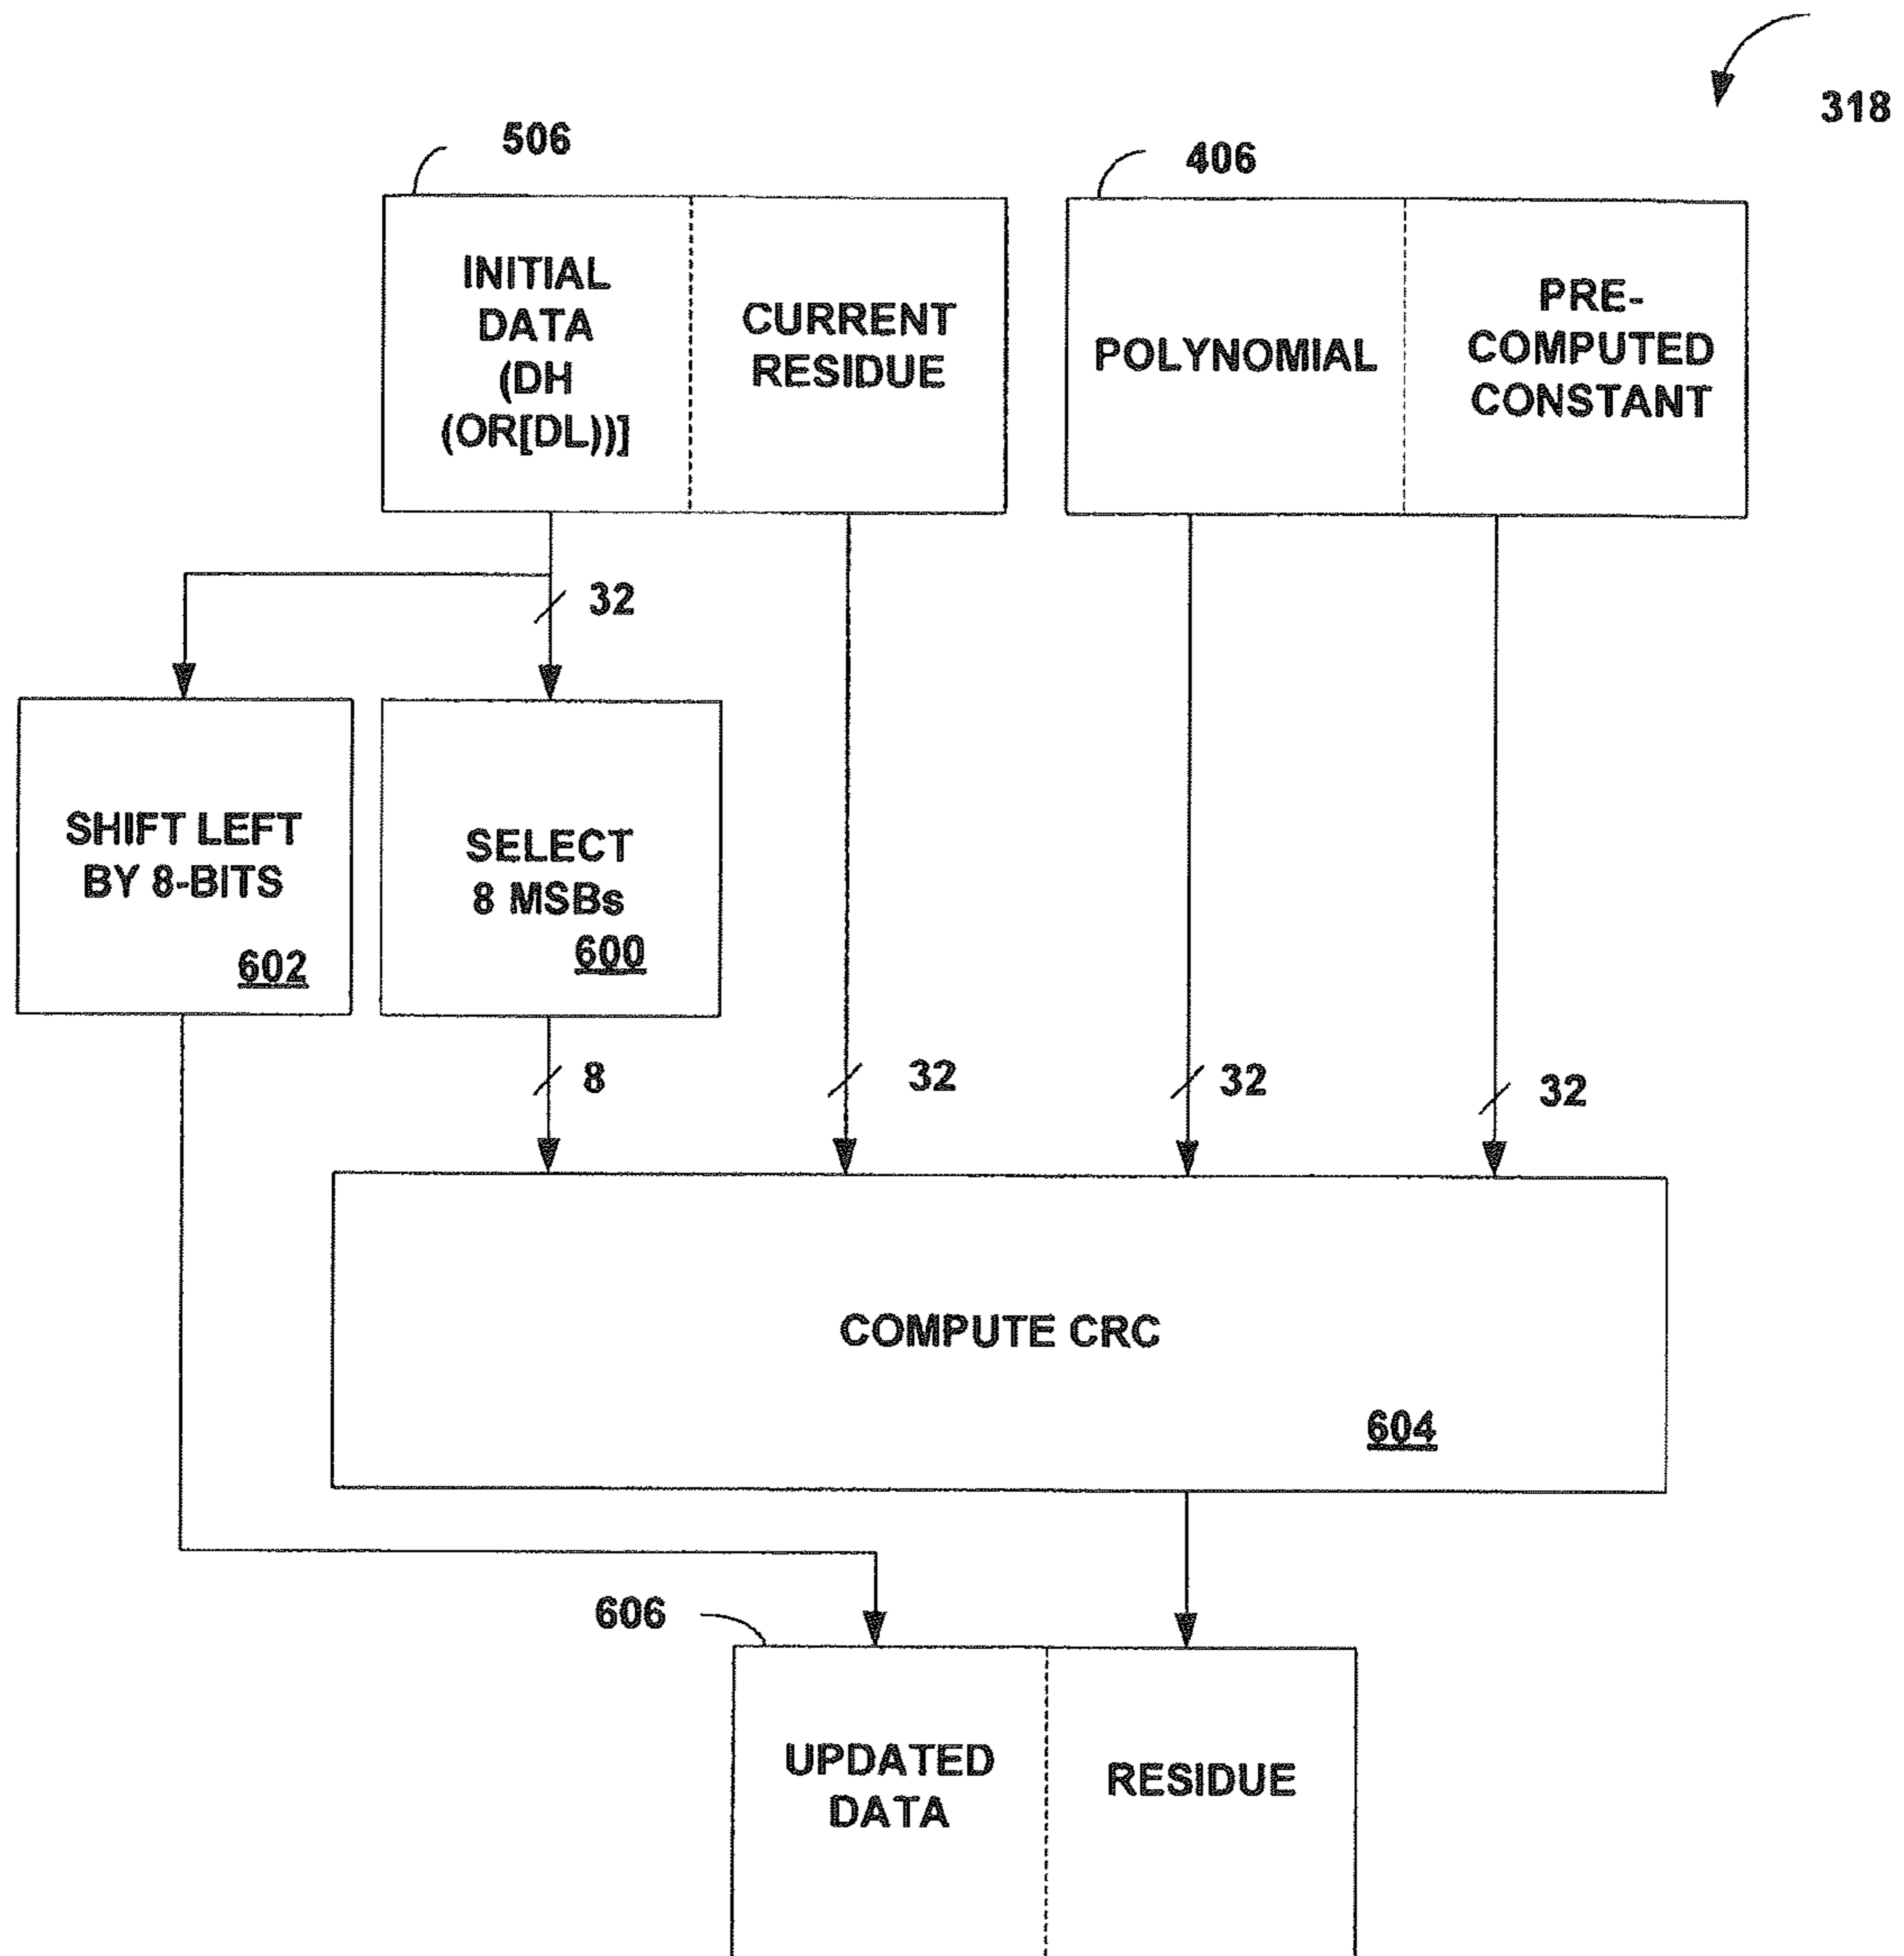 318
506
406
INITIAL
DATA
(DH
(OR[DL))]
CURRENT
RESIDUE
POLYNOMIAL
PRE-
COMPUTED
CONSTANT
32
SHIFT LEFT
BY 8-BITS
602
SELECT
8 MSBs
600
8
32
32
32
COMPUTE CRC
604
606
UPDATED
DATA
RESIDUE